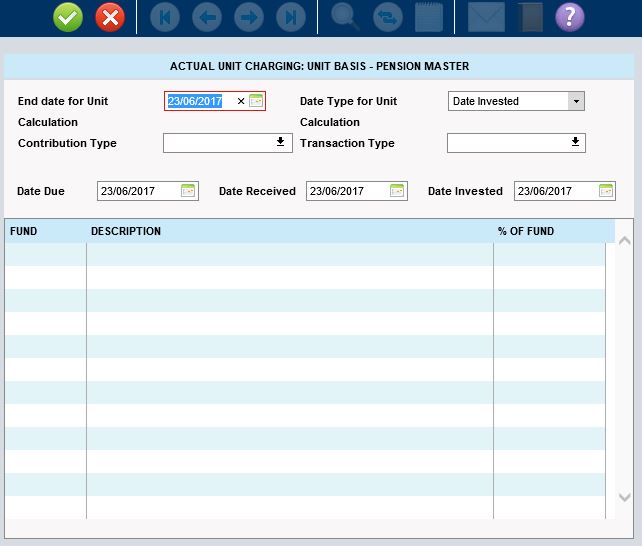 ?
ACTUAL UNIT CHARGING: UNIT BASIS - PENSION MASTER
End date for Unit Calculation 23/06/2017 × Date Type for Unit Calculation Date Invested
Contribution Type Transaction Type
Date Due 23/06/2017 Date Received 23/06/2017 Date Invested 23/06/2017
FUND DESCRIPTION % OF FUND